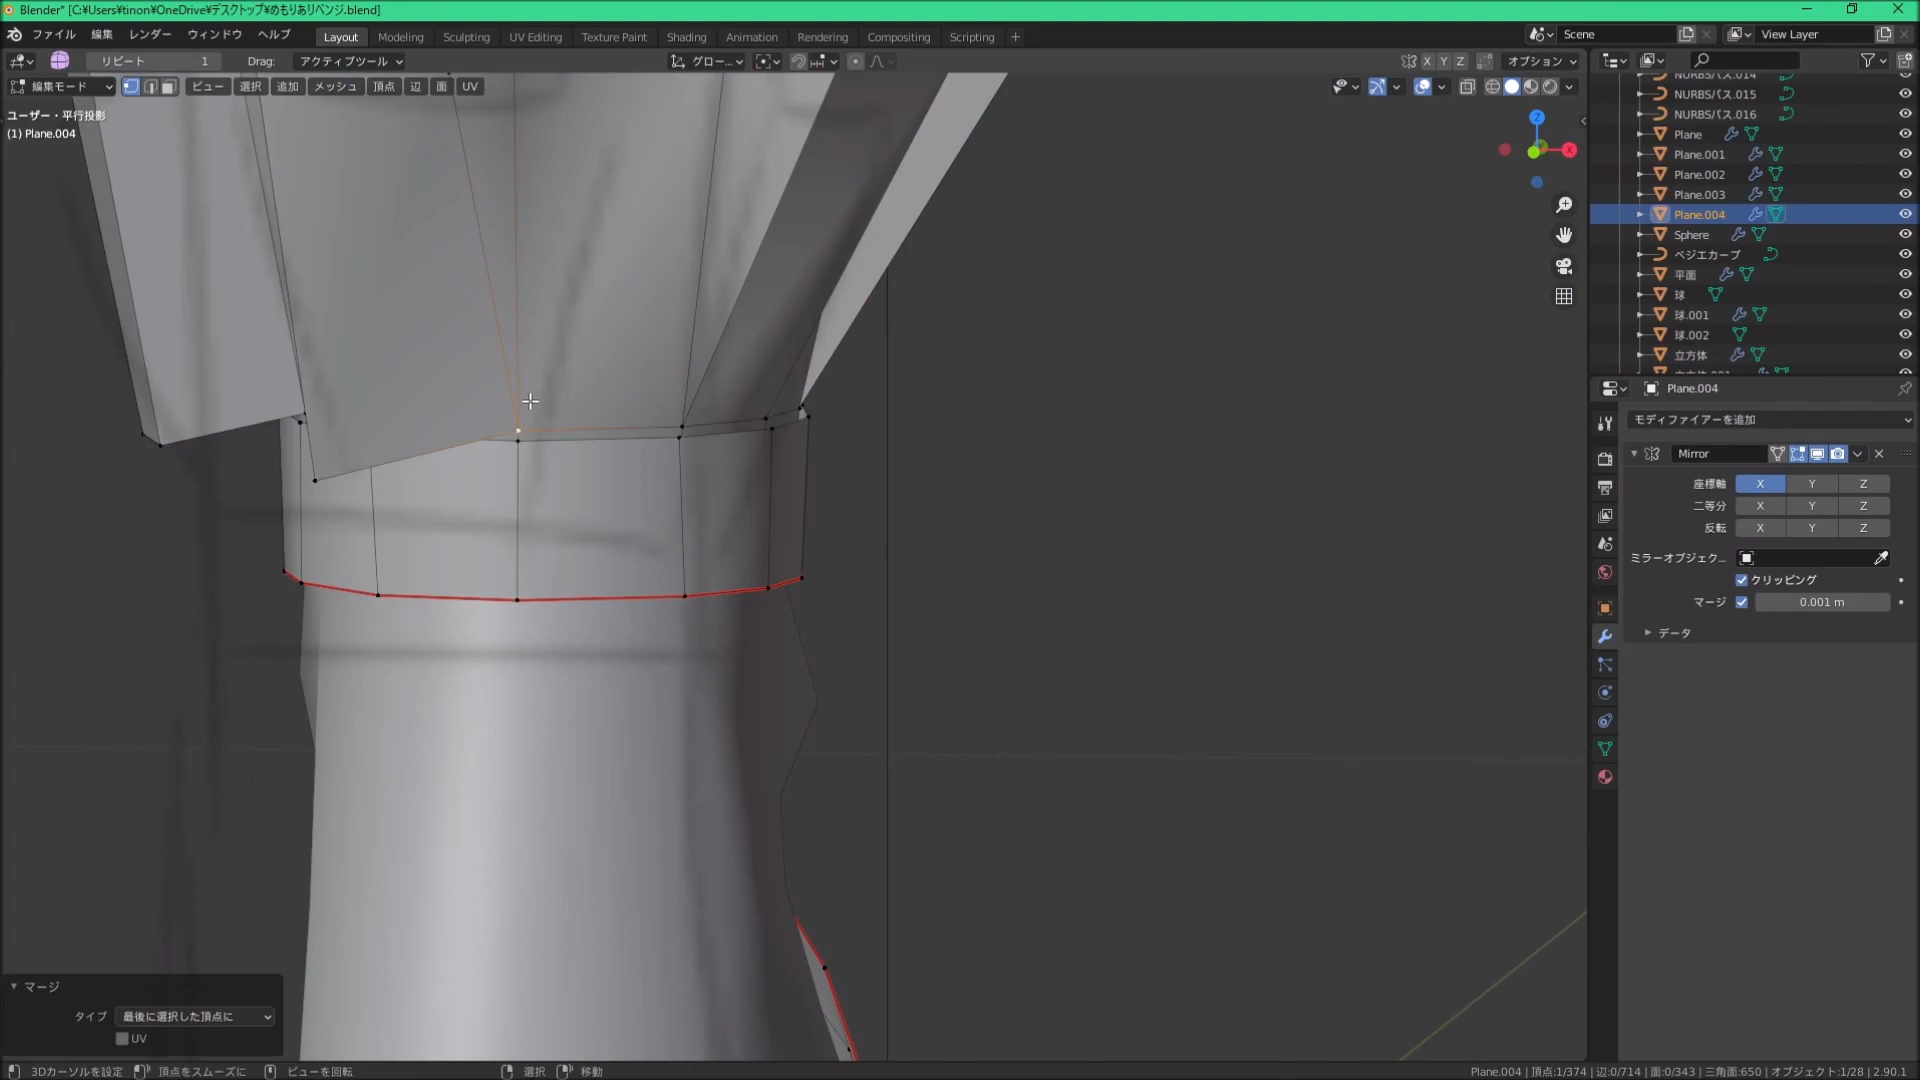 Blender* [C:¥Users¥tinon¥OneDrive¥デスクトップ¥めもりありベンジ.blend]
ファイル 編集 レンダー ウィンドウ ヘルプ Layout Modeling Sculpting UV Editing Texture Paint Shading Animation Rendering Compositing Scripting + Scene View Layer
リピート 1 Drag: アクティブツール グロー... X Y Z オプション
編集モード ビュー 選択 追加 メッシュ 頂点 辺 面 UV
ユーザー・平行投影
(1) Plane.004
Z
X
NURBSパス.014
NURBSパス.015
NURBSパス.016
Plane
Plane.001
Plane.002
Plane.003
Plane.004
Sphere
ベジエカーブ
平面
球
球.001
球.002
立方体
Plane.004
モディファイアーを追加
Mirror
座標軸 X Y Z
二等分 X Y Z
反転 X Y Z
ミラーオブジェク...
クリッピング
マージ 0.001 m
データ
マージ
タイプ 最後に選択した頂点に
UV
3Dカーソルを設定 頂点をスムーズに ビューを回転 選択 移動 Plane.004 | 頂点:1/374 | 辺:0/714 | 面:0/343 | 三角面:650 | オブジェクト:1/28 | 2.90.1